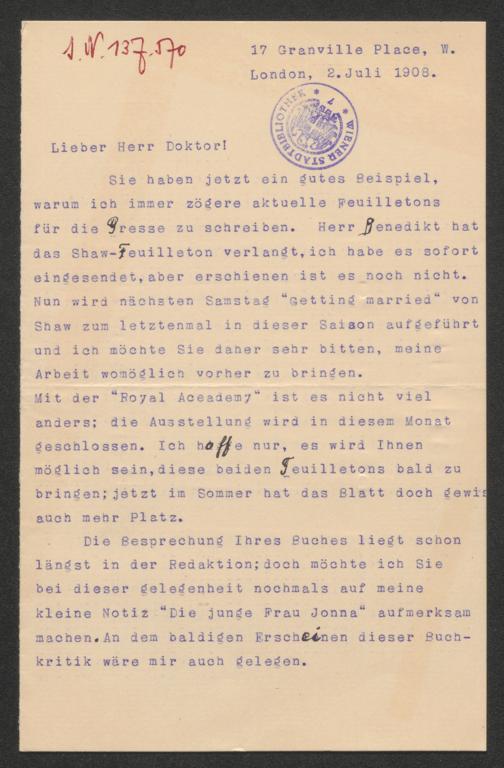 J.N. 137.570
17 Granville Place, W.
London, 2.Juli 1908.
WIENER STADTBIBLIOTHEK
Lieber Herr Doktor!
Sie haben jetzt ein gutes Beispiel,
warum ich immer zögere aktuelle Feuilletons
für die Presse zu schreiben. Herr Benedikt hat
das Shaw-Feuilleton verlangt,ich habe es sofort
eingesendet,aber erschienen ist es noch nicht.
Nun wird nächsten Samstag "Getting married" von
Shaw zum letztenmal in dieser Saison aufgeführt
und ich möchte Sie daher sehr bitten, meine
Arbeit womöglich vorher zu bringen.
Mit der "Royal Aceademy" ist es nicht viel
anders; die Ausstellung wird in diesem Monat
geschlossen. Ich hoffe nur, es wird Ihnen
möglich sein,diese beiden Feuilletons bald zu
bringen;jetzt im Sommer hat das Blatt doch gewis
auch mehr Platz.
Die Besprechung Ihres Buches liegt schon
längst in der Redaktion;doch möchte ich Sie
bei dieser gelegenheit nochmals auf meine
kleine Notiz "Die junge Frau Jonna" aufmerksam
machen.An dem baldigen Erscheinen dieser Buch-
kritik wäre mir auch gelegen.